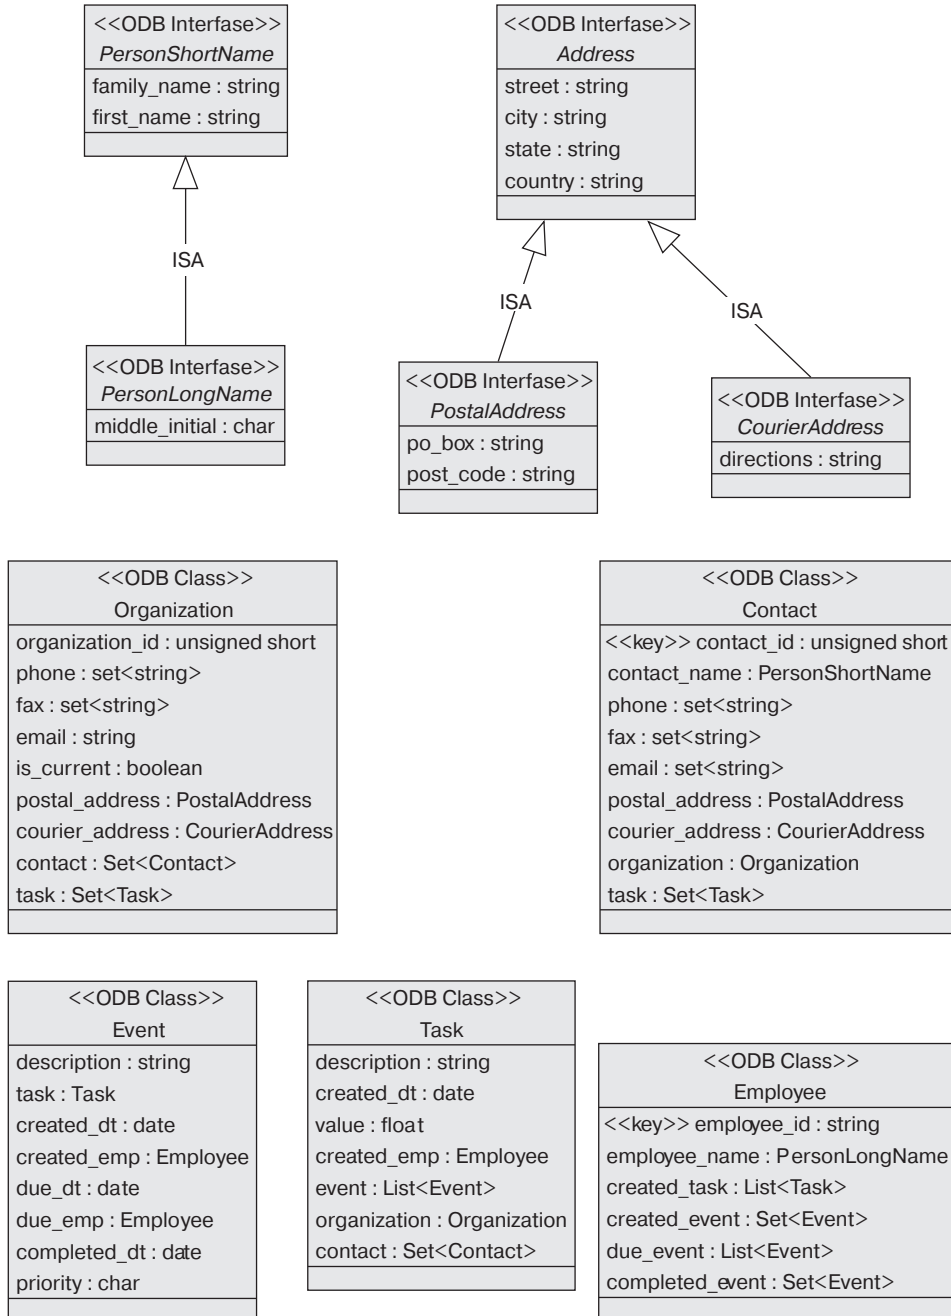 <<ODB Interfase>>
PersonShortName
family_name : string
first_name : string
<<ODB Interfase>>
Address
street : string
city : string
state : string
country : string
ISA
ISA
ISA
<<ODB Interfase>>
PersonLongName
middle_initial : char
<<ODB Interfase>>
PostalAddress
po_box : string
post_code : string
<<ODB Interfase>>
CourierAddress
directions : string
<<ODB Class>>
Organization
organization_id : unsigned short
phone : set<string>
fax : set<string>
email : string
is_current : boolean
postal_address : PostalAddress
courier_address : CourierAddress
contact : Set<Contact>
task : Set<Task>
<<ODB Class>>
Contact
<<key>> contact_id : unsigned short
contact_name : PersonShortName
phone : set<string>
fax : set<string>
email : set<string>
postal_address : PostalAddress
courier_address : CourierAddress
organization : Organization
task : Set<Task>
<<ODB Class>>
Event
description : string
task : Task
created_dt : date
created_emp : Employee
due_dt : date
due_emp : Employee
completed_dt : date
priority : char
<<ODB Class>>
Task
description : string
created_dt : date
value : float
created_emp : Employee
event : List<Event>
organization : Organization
contact : Set<Contact>
<<ODB Class>>
Employee
<<key>> employee_id : string
employee_name : PersonLongName
created_task : List<Task>
created_event : Set<Event>
due_event : List<Event>
completed_event : Set<Event>